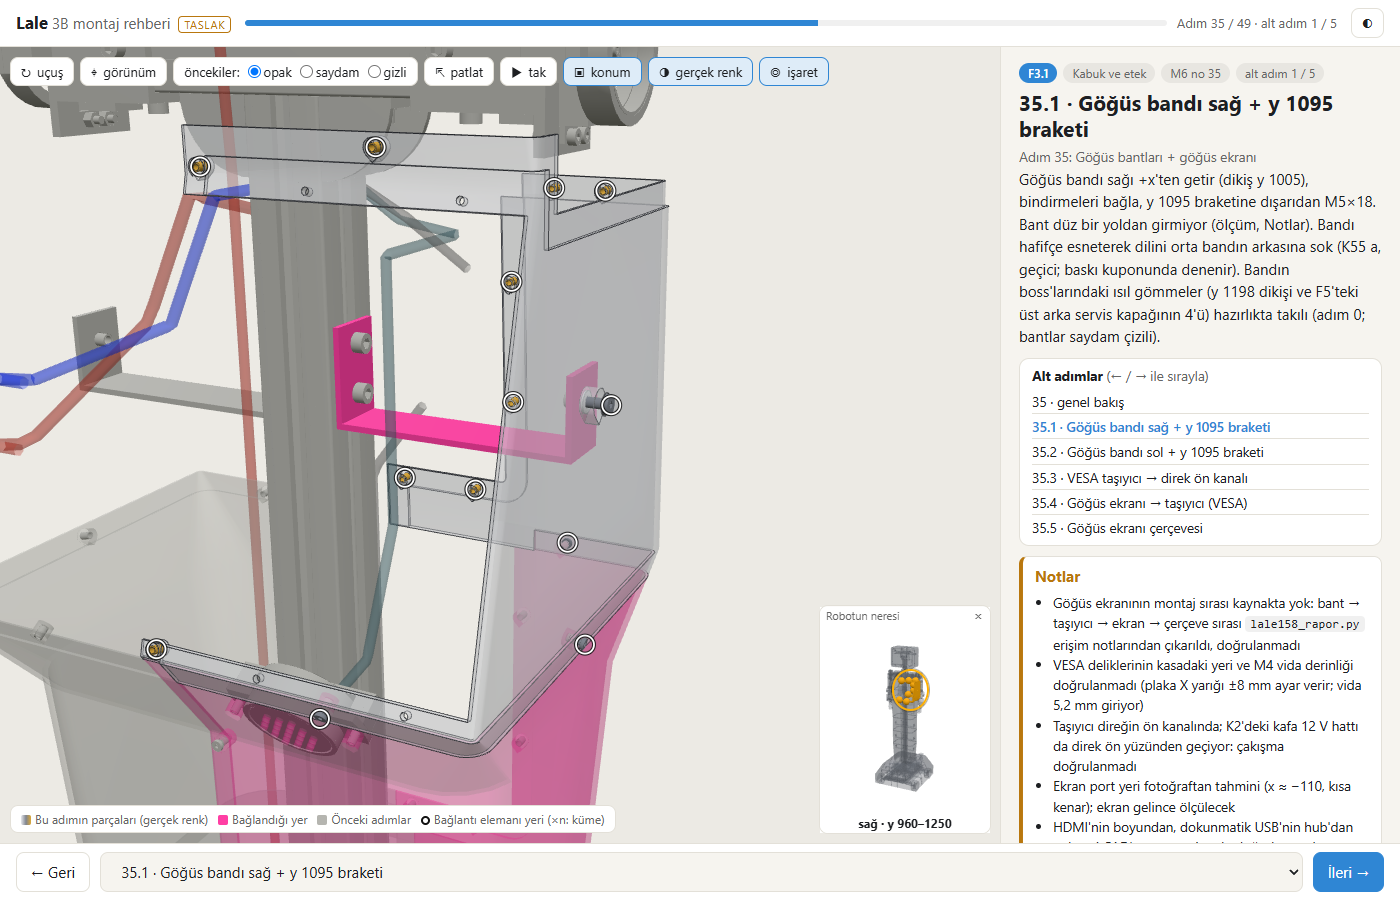 Lale 3B montaj rehberi TASLAK
Adım 35 / 49 · alt adım 1 / 5
↻ uçuş
⌖ görünüm
öncekiler: opak saydam gizli
⇱ patlat
▶ tak
▣ konum
◑ gerçek renk
◎ işaret
F3.1 Kabuk ve etek M6 no 35 alt adım 1 / 5
35.1 · Göğüs bandı sağ + y 1095
braketi
Adım 35: Göğüs bantları + göğüs ekranı
Göğüs bandı sağı +x'ten getir (dikiş y 1005),
bindirmeleri bağla, y 1095 braketine dışarıdan M5×18.
Bant düz bir yoldan girmiyor (ölçüm, Notlar). Bandı
hafifçe esneterek dilini orta bandın arkasına sok (K55 a,
geçici; baskı kuponunda denenir). Bandın
boss'larındaki ısıl gömmeler (y 1198 dikişi ve F5'teki
üst arka servis kapağının 4'ü) hazırlıkta takılı (adım 0;
bantlar saydam çizili).
Alt adımlar (← / → ile sırayla)
35 · genel bakış
35.1 · Göğüs bandı sağ + y 1095 braketi
35.2 · Göğüs bandı sol + y 1095 braketi
35.3 · VESA taşıyıcı → direk ön kanalı
35.4 · Göğüs ekranı → taşıyıcı (VESA)
35.5 · Göğüs ekranı çerçevesi
Notlar
• Göğüs ekranının montaj sırası kaynakta yok: bant →
taşıyıcı → ekran → çerçeve sırası lale158_rapor.py
erişim notlarından çıkarıldı, doğrulanmadı
• VESA deliklerinin kasadaki yeri ve M4 vida derinliği
doğrulanmadı (plaka X yarığı ±8 mm ayar verir; vida
5,2 mm giriyor)
• Taşıyıcı direğin ön kanalında; K2'deki kafa 12 V hattı
da direk ön yüzünden geçiyor: çakışma
doğrulanmadı
• Ekran port yeri fotoğraftan tahmini (x ≈ −110, kısa
kenar); ekran gelince ölçülecek
• HDMI'nin boyundan, dokunmatik USB'nin hub'dan
Robotun neresi ×
sağ · y 960–1250
Bu adımın parçaları (gerçek renk) Bağlandığı yer Önceki adımlar Bağlantı elemanı yeri (×n: küme)
← Geri
35.1 · Göğüs bandı sağ + y 1095 braketi
İleri →